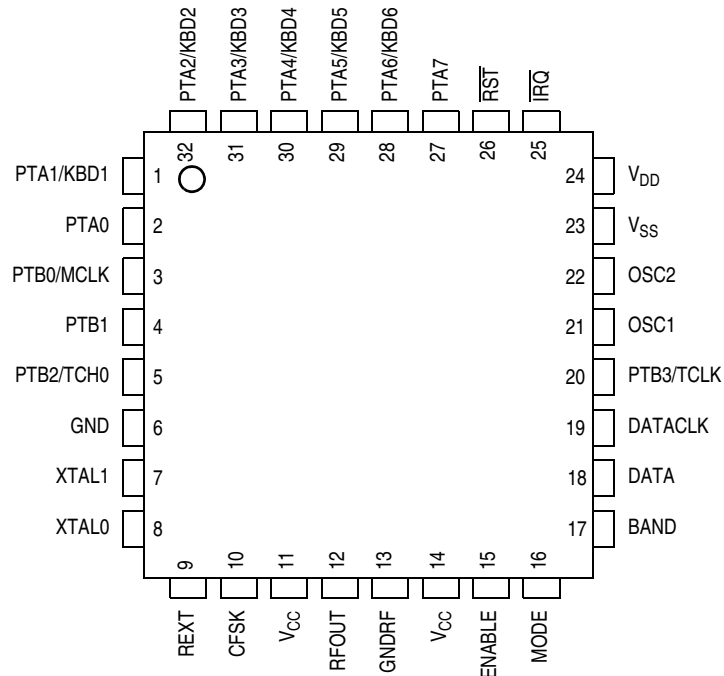 PTA2/KBD2
PTA3/KBD3
PTA4/KBD4
PTA5/KBD5
PTA6/KBD6
PTA7
RST
IRQ
32
31
30
29
28
27
26
25
PTA1/KBD1 1
PTA0 2
PTB0/MCLK 3
PTB1 4
PTB2/TCH0 5
GND 6
XTAL1 7
XTAL0 8
24 VDD
23 VSS
22 OSC2
21 OSC1
20 PTB3/TCLK
19 DATACLK
18 DATA
17 BAND
9
10
11
12
13
14
15
16
REXT
CFSK
VCC
RFOUT
GNDRF
VCC
ENABLE
MODE